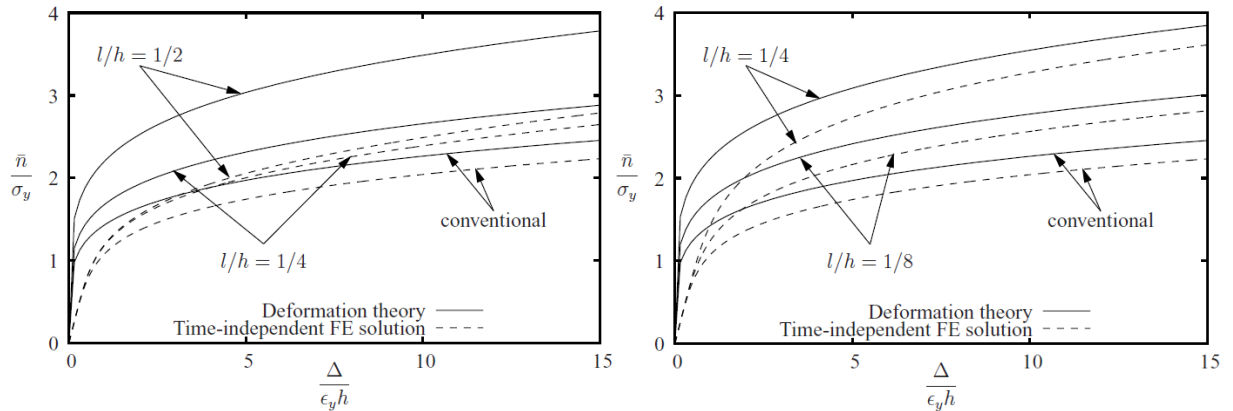 4
l/h = 1/2
3
n̄
σ_y
2
conventional
1
l/h = 1/4
Deformation theory
Time-independent FE solution
0
0
5
10
15
Δ
ϵ_y h
4
l/h = 1/4
3
n̄
σ_y
2
conventional
1
l/h = 1/8
Deformation theory
Time-independent FE solution
0
0
5
10
15
Δ
ϵ_y h